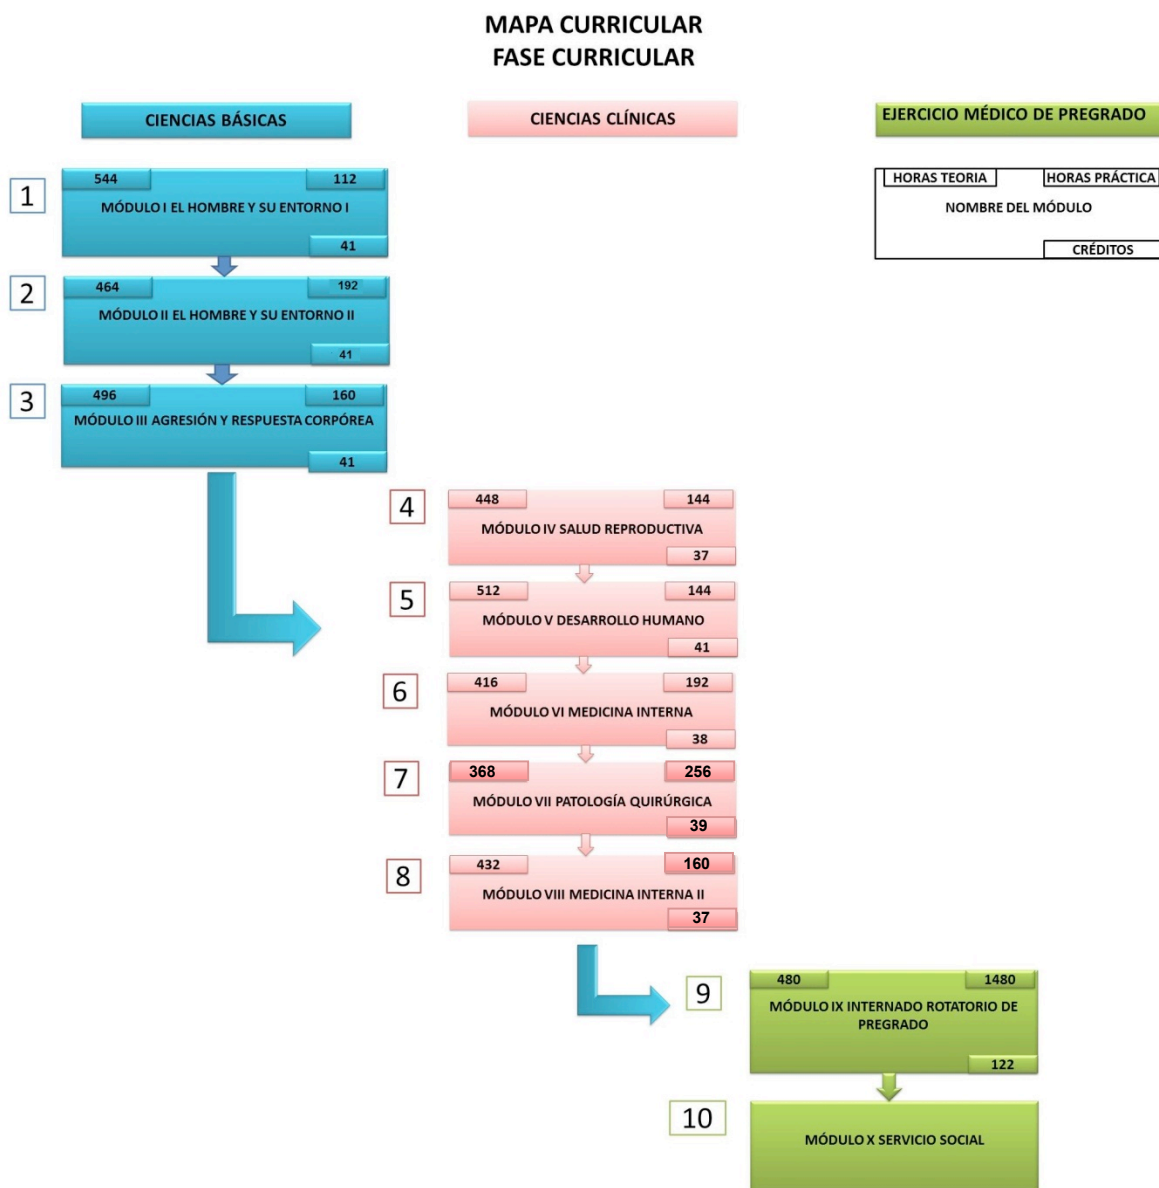 MAPA CURRICULAR
FASE CURRICULAR
CIENCIAS BÁSICAS
CIENCIAS CLÍNICAS
EJERCICIO MÉDICO DE PREGRADO
HORAS TEORIA
HORAS PRÁCTICA
NOMBRE DEL MÓDULO
CRÉDITOS
1
544
112
MÓDULO I EL HOMBRE Y SU ENTORNO I
41
2
464
192
MÓDULO II EL HOMBRE Y SU ENTORNO II
41
3
496
160
MÓDULO III AGRESIÓN Y RESPUESTA CORPÓREA
41
4
448
144
MÓDULO IV SALUD REPRODUCTIVA
37
5
512
144
MÓDULO V DESARROLLO HUMANO
41
6
416
192
MÓDULO VI MEDICINA INTERNA
38
7
368
256
MÓDULO VII PATOLOGÍA QUIRÚRGICA
39
8
432
160
MÓDULO VIII MEDICINA INTERNA II
37
9
480
1480
MÓDULO IX INTERNADO ROTATORIO DE
PREGRADO
122
10
MÓDULO X SERVICIO SOCIAL